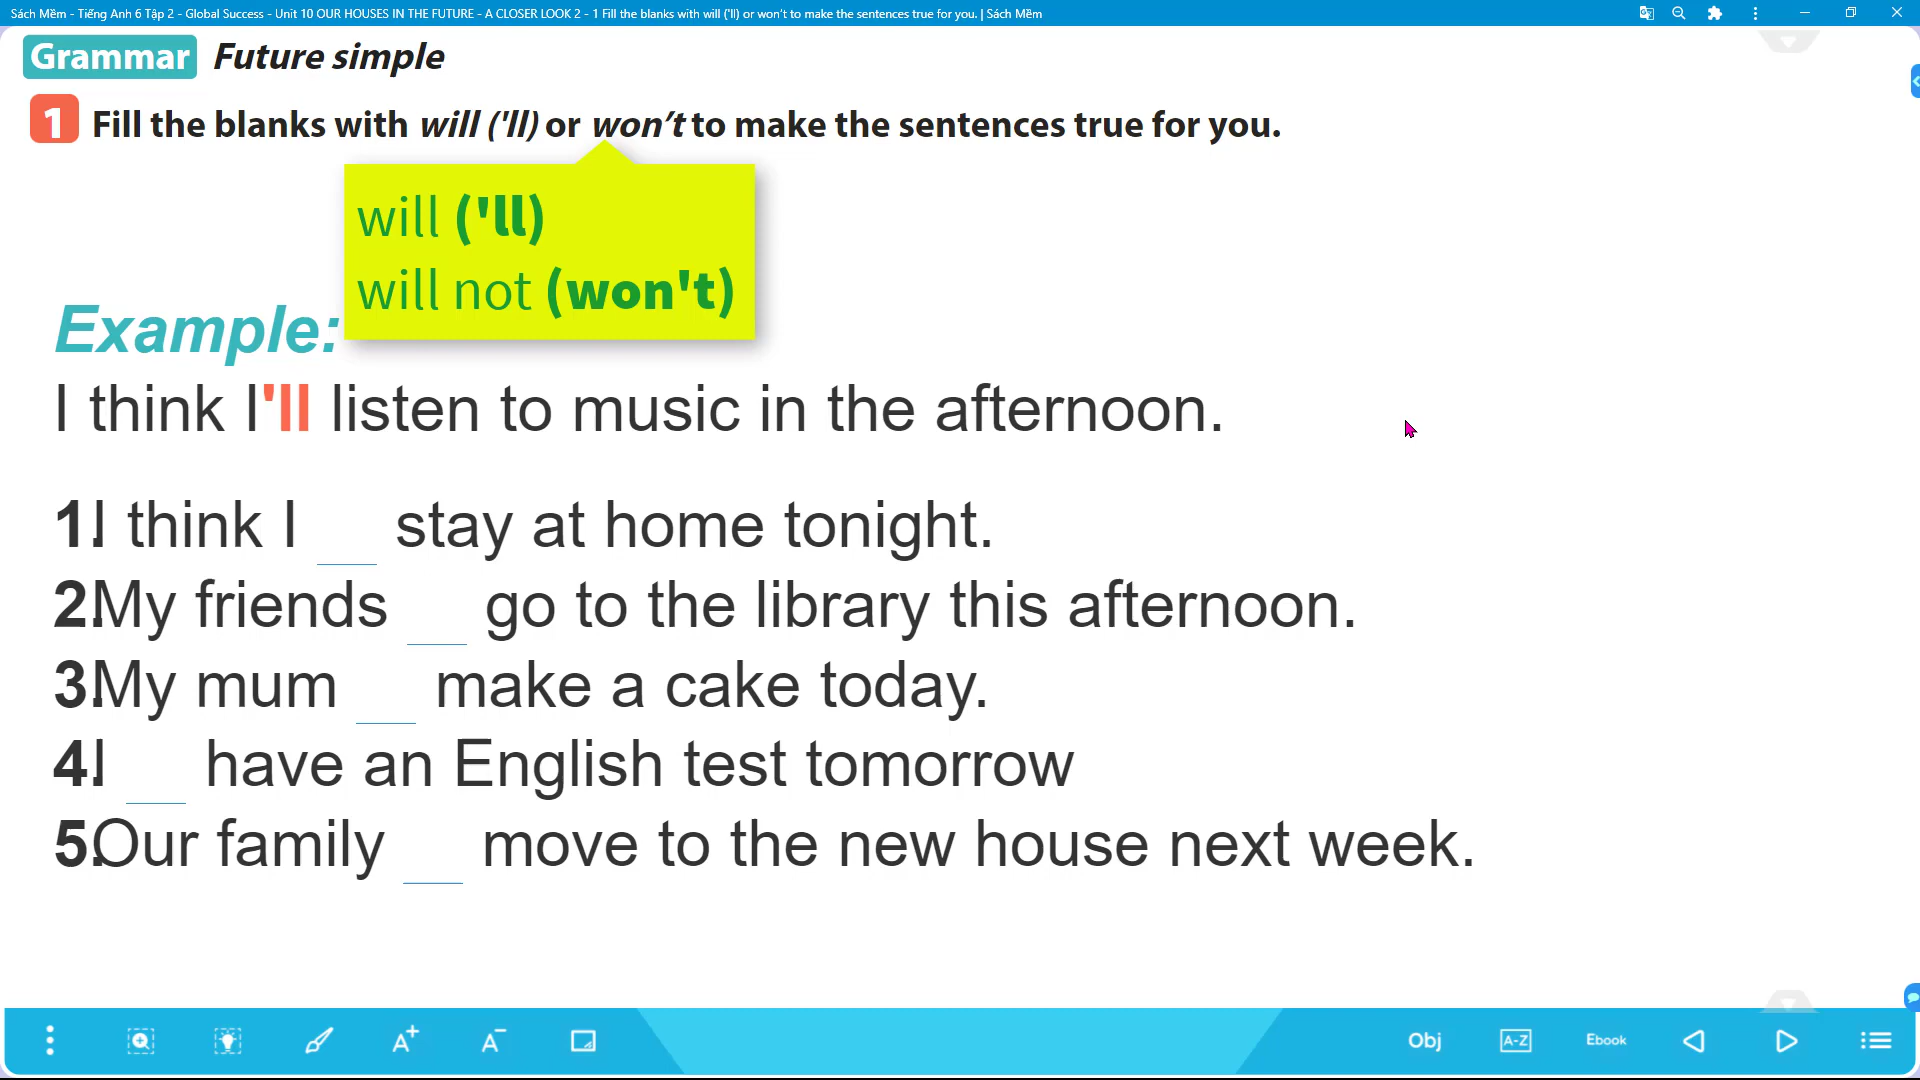 Sách Mềm - Tiếng Anh 6 Tập 2 - Global Success - Unit 10 OUR HOUSES IN THE FUTURE - A CLOSER LOOK 2 - 1 Fill the blanks with will ('ll) or won't to make the sentences true for you. | Sách Mềm
Grammar Future simple
1 Fill the blanks with will ('ll) or won't to make the sentences true for you.
will ('ll)
will not (won't)
Example:
I think I'll listen to music in the afternoon.
1. I think I ___ stay at home tonight.
2. My friends ___ go to the library this afternoon.
3. My mum ___ make a cake today.
4. I ___ have an English test tomorrow
5. Our family ___ move to the new house next week.
A+ A- Obj A-Z Ebook